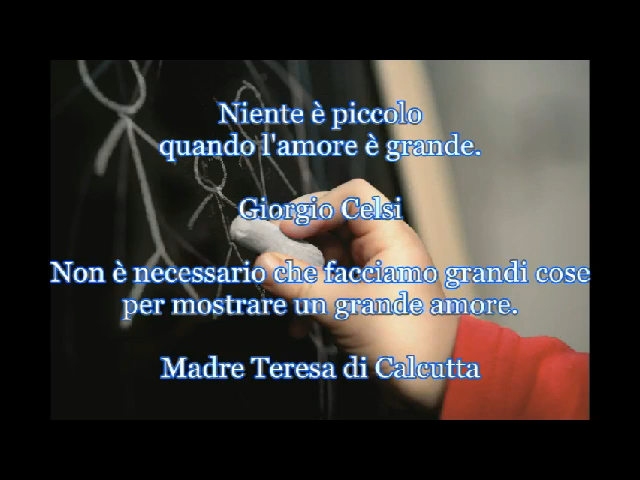 Niente è piccolo
quando l'amore è grande.
Giorgio Celsi
Non è necessario che facciamo grandi cose
per mostrare un grande amore.
Madre Teresa di Calcutta